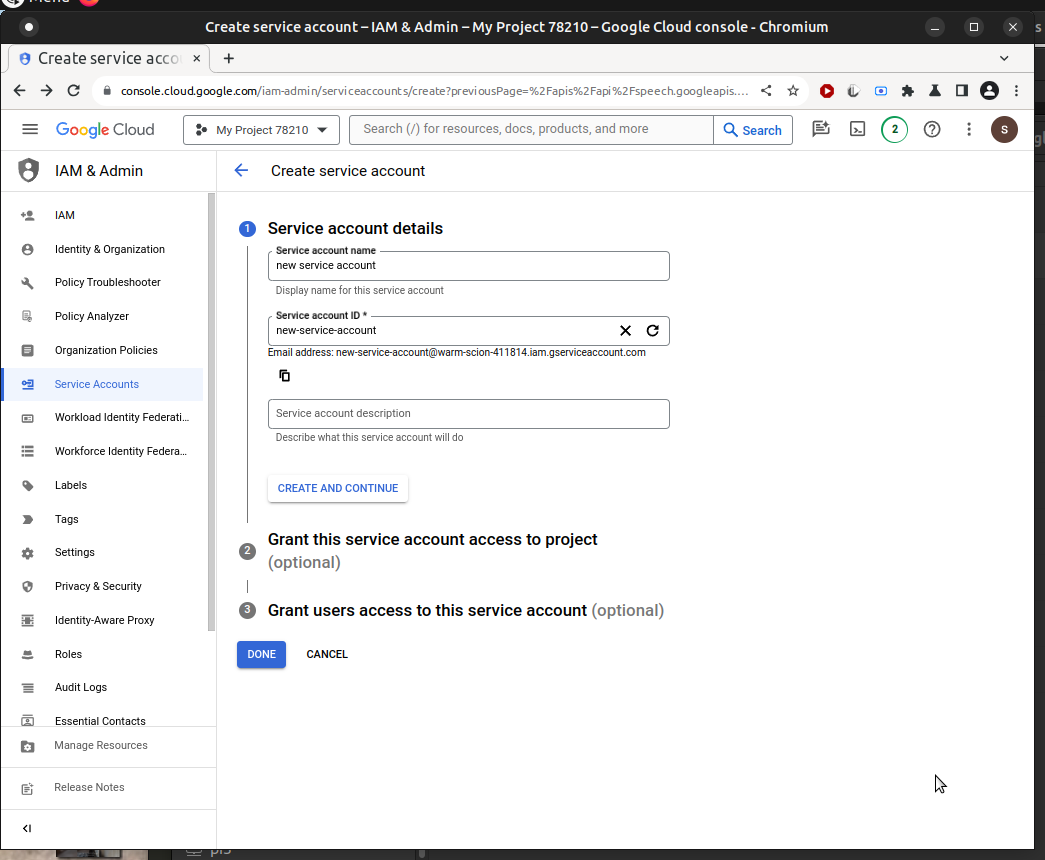 Menu
Create service account – IAM & Admin – My Project 78210 – Google Cloud console - Chromium
Create service acco
console.cloud.google.com/iam-admin/serviceaccounts/create?previousPage=%2Fapis%2Fapi%2Fspeech.googleapis....
Google Cloud
My Project 78210
Search (/) for resources, docs, products, and more
Search
2
S
IAM & Admin
Create service account
IAM
Identity & Organization
Policy Troubleshooter
Policy Analyzer
Organization Policies
Service Accounts
Workload Identity Federati...
Workforce Identity Federa...
Labels
Tags
Settings
Privacy & Security
Identity-Aware Proxy
Roles
Audit Logs
Essential Contacts
Manage Resources
Release Notes
1
Service account details
Service account name
new service account
Display name for this service account
Service account ID *
new-service-account
Email address: new-service-account@warm-scion-411814.iam.gserviceaccount.com
Service account description
Describe what this service account will do
CREATE AND CONTINUE
2
Grant this service account access to project
(optional)
3
Grant users access to this service account (optional)
DONE
CANCEL